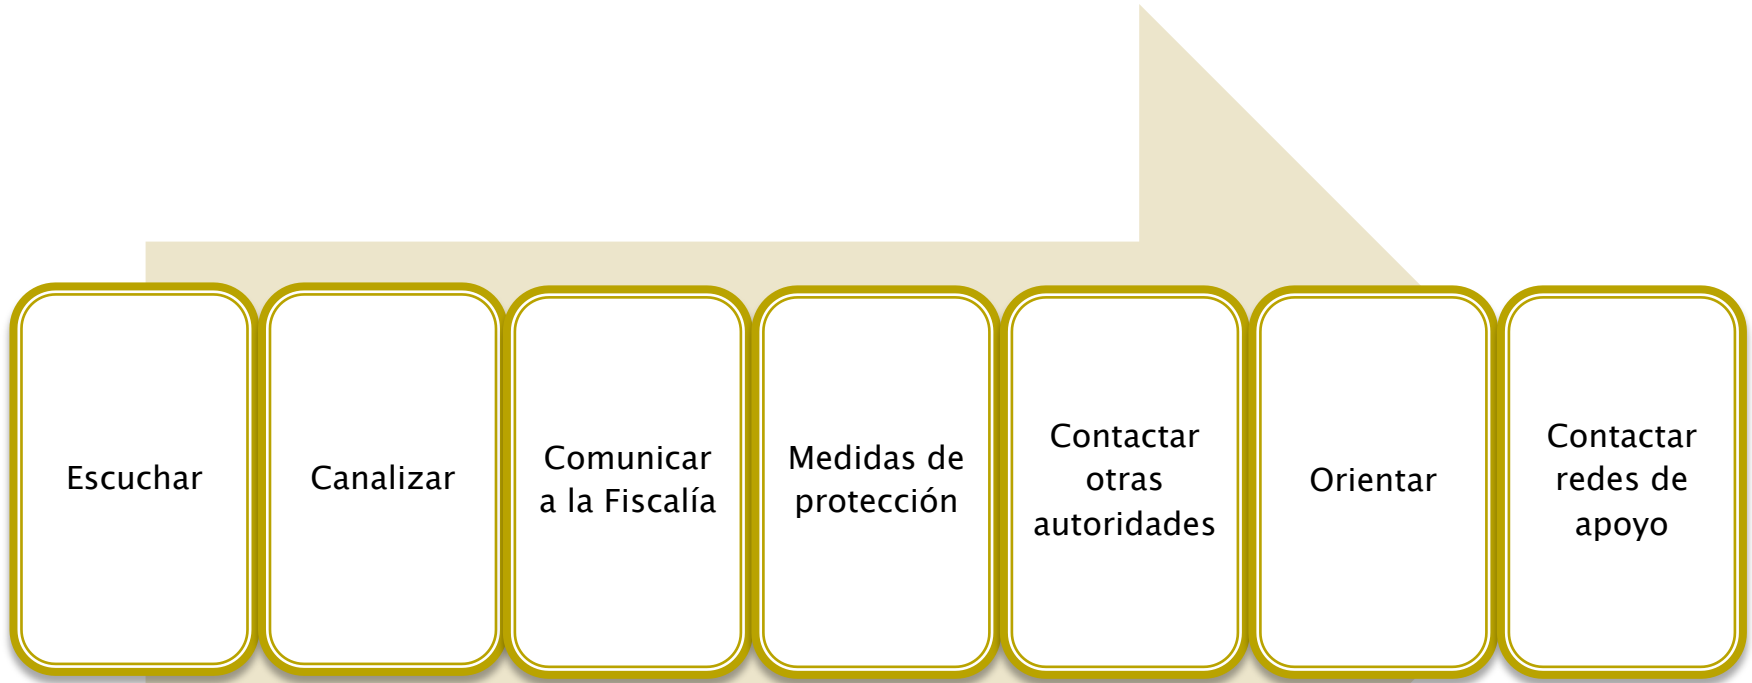 Escuchar
Canalizar
Comunicar
a la Fiscalía
Medidas de
protección
Contactar
otras
autoridades
Orientar
Contactar
redes de
apoyo